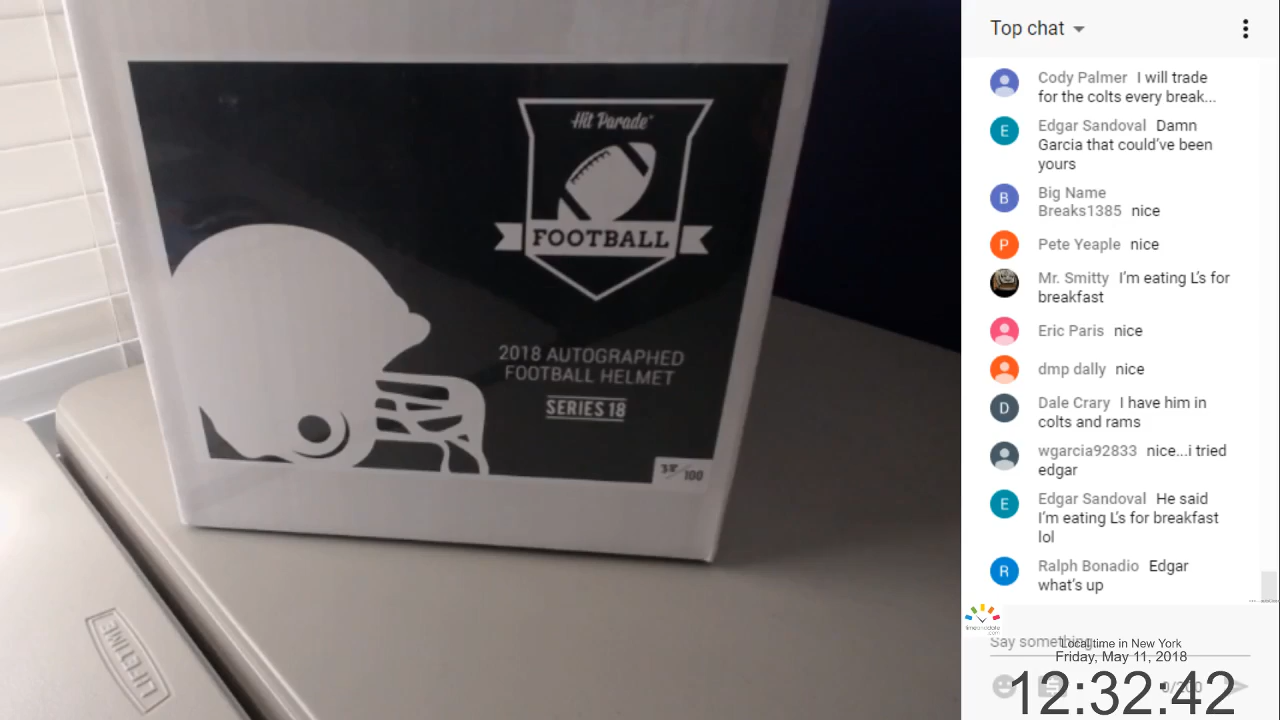 Hit Parade
FOOTBALL
2018 AUTOGRAPHED
FOOTBALL HELMET
SERIES 18
100
LIFETIME
Top chat
Cody Palmer I will trade
for the colts every break...
Edgar Sandoval Damn
Garcia that could've been
yours
Big Name
Breaks1385 nice
Pete Yeaple nice
Mr. Smitty I'm eating L's for
breakfast
Eric Paris nice
dmp dally nice
Dale Crary I have him in
colts and rams
wgarcia92833 nice...i tried
edgar
Edgar Sandoval He said
I'm eating L's for breakfast
lol
Ralph Bonadio Edgar
what's up
Say something...
Local time in New York
Friday, May 11, 2018
0/200
12:32:42